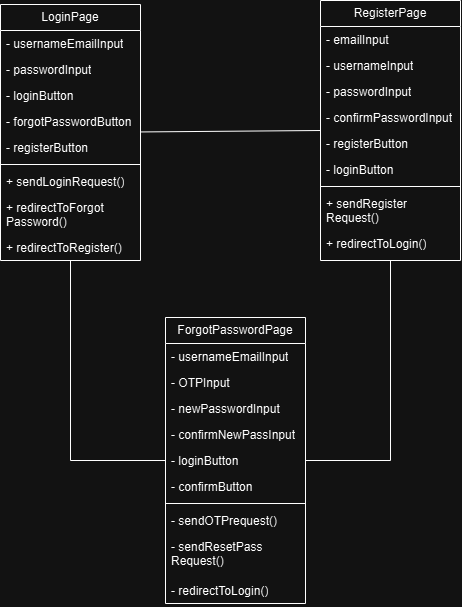 LoginPage
- usernameEmailInput
- passwordInput
- loginButton
- forgotPasswordButton
- registerButton
+ sendLoginRequest()
+ redirectToForgot
Password()
+ redirectToRegister()
RegisterPage
- emailInput
- usernameInput
- passwordInput
- confirmPasswordInput
- registerButton
- loginButton
+ sendRegister
Request()
+ redirectToLogin()
ForgotPasswordPage
- usernameEmailInput
- OTPInput
- newPasswordInput
- confirmNewPassInput
- loginButton
- confirmButton
- sendOTPrequest()
- sendResetPass
Request()
- redirectToLogin()